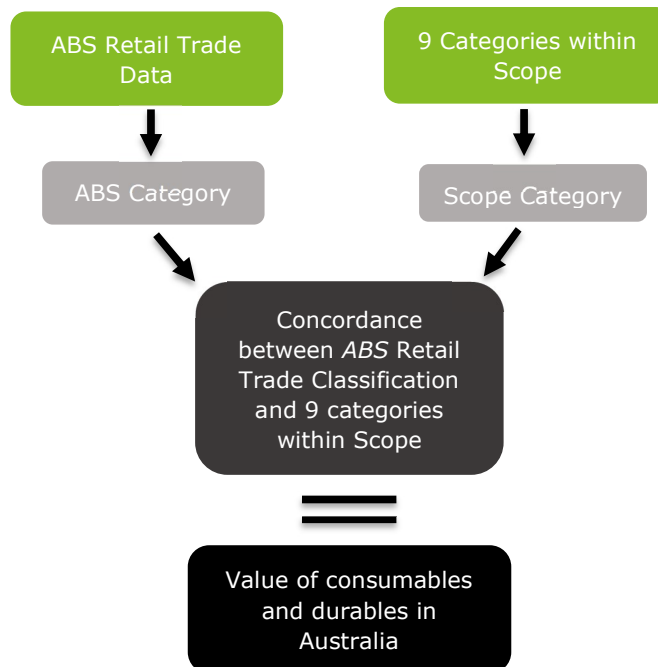 ABS Retail Trade
Data
9 Categories within
Scope
ABS Category
Scope Category
Concordance
between ABS Retail
Trade Classification
and 9 categories
within Scope
Value of consumables
and durables in
Australia